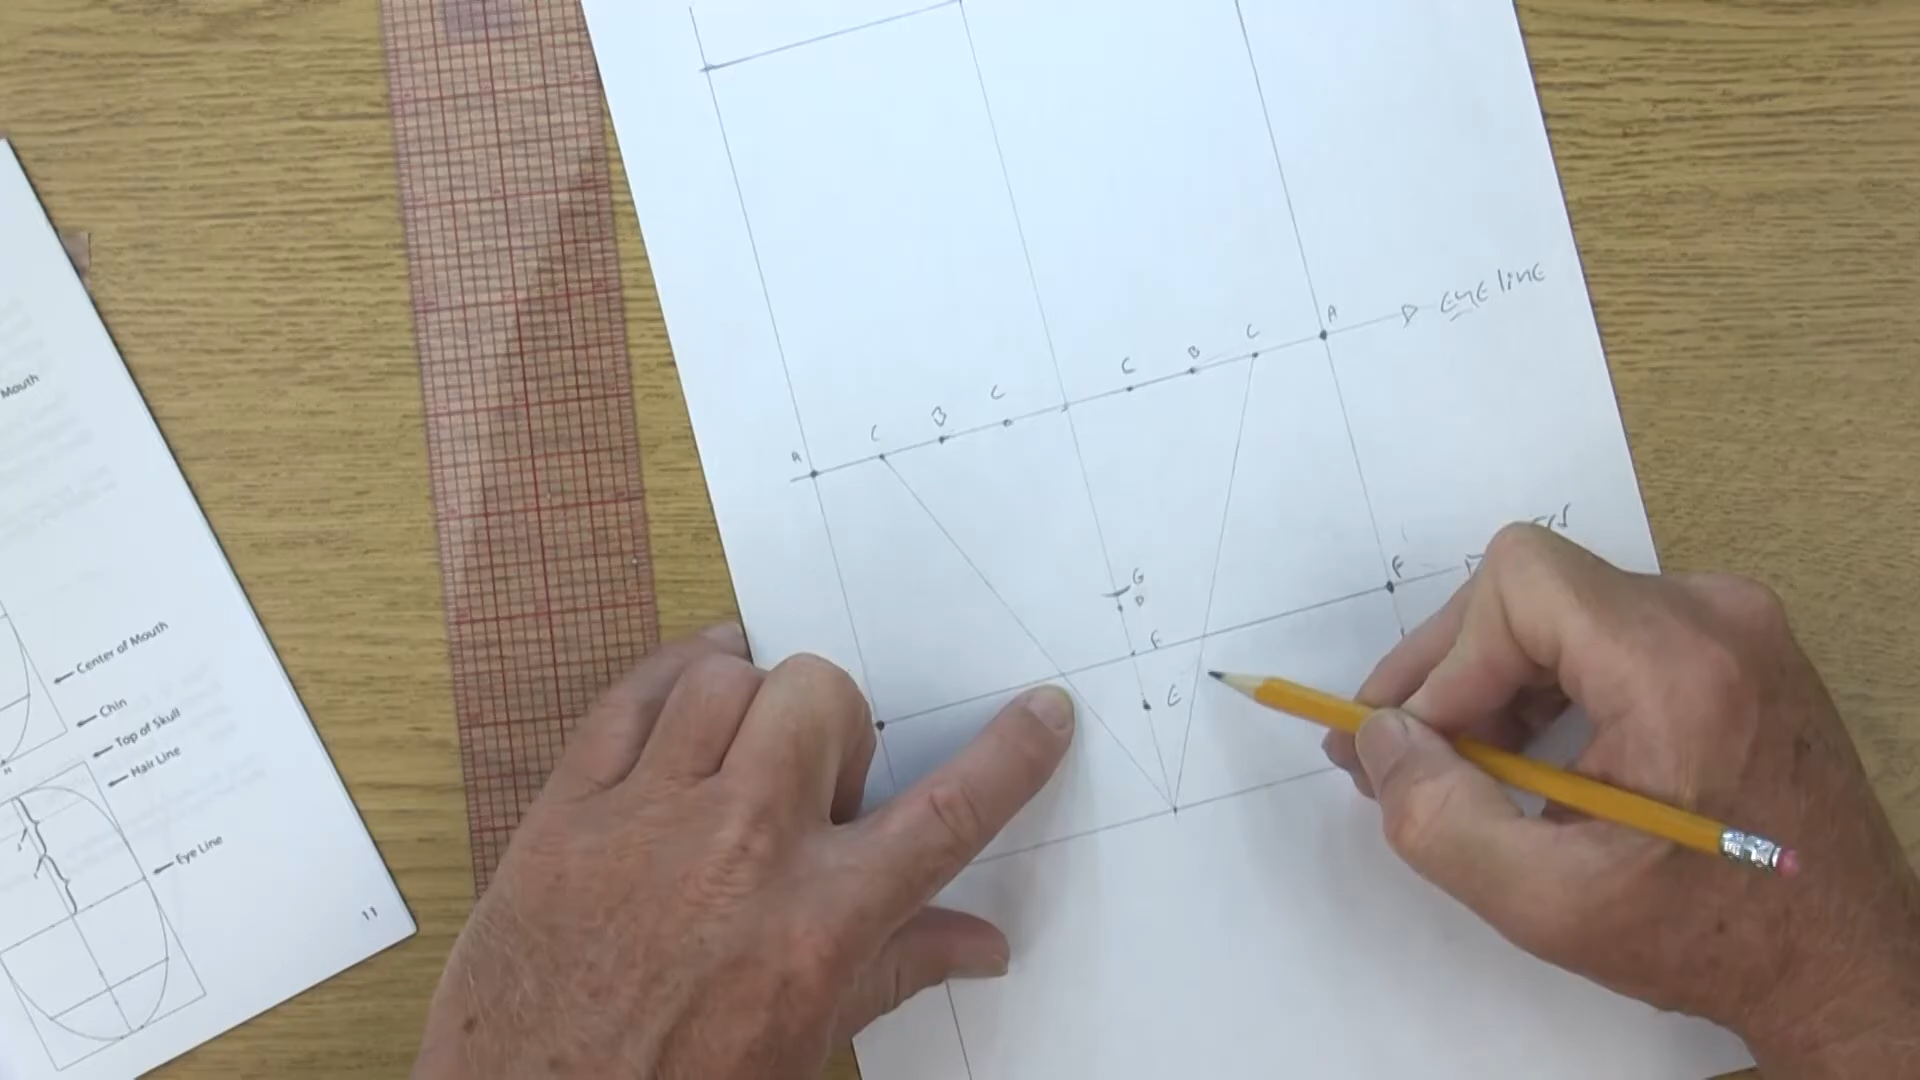 Mouth
Center of Mouth
Chin
Top of Skull
Hair Line
Eye Line
11
A C B C C B C A eye line
G
D
F F
E